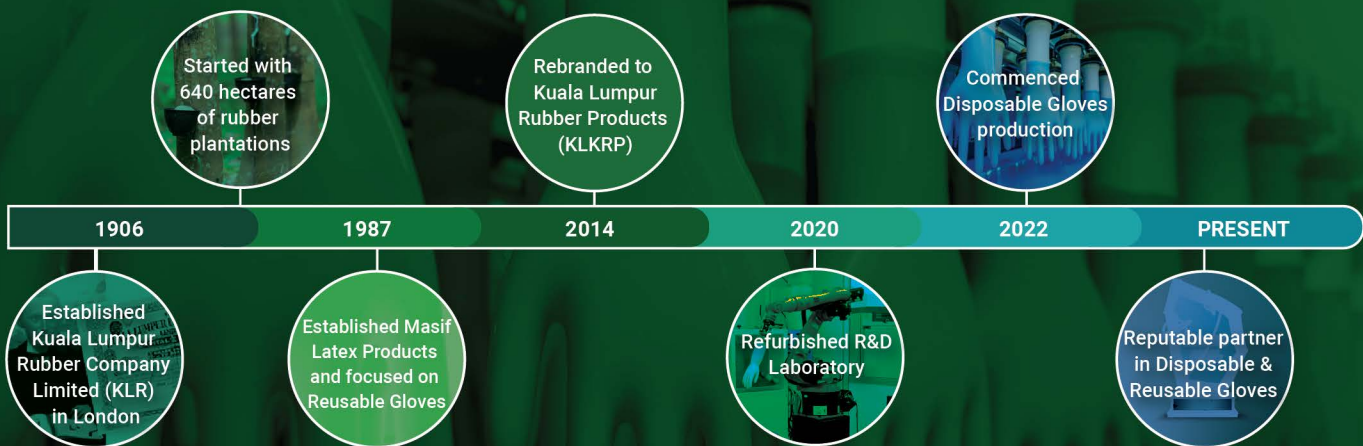 Started with
640 hectares
of rubber
plantations
Rebranded to
Kuala Lumpur
Rubber Products
(KLKRP)
Commenced
Disposable Gloves
production
1906
1987
2014
2020
2022
PRESENT
Established
Kuala Lumpur
Rubber Company
Limited (KLR)
in London
Established Masif
Latex Products
and focused on
Reusable Gloves
Refurbished R&D
Laboratory
Reputable partner
in Disposable &
Reusable Gloves